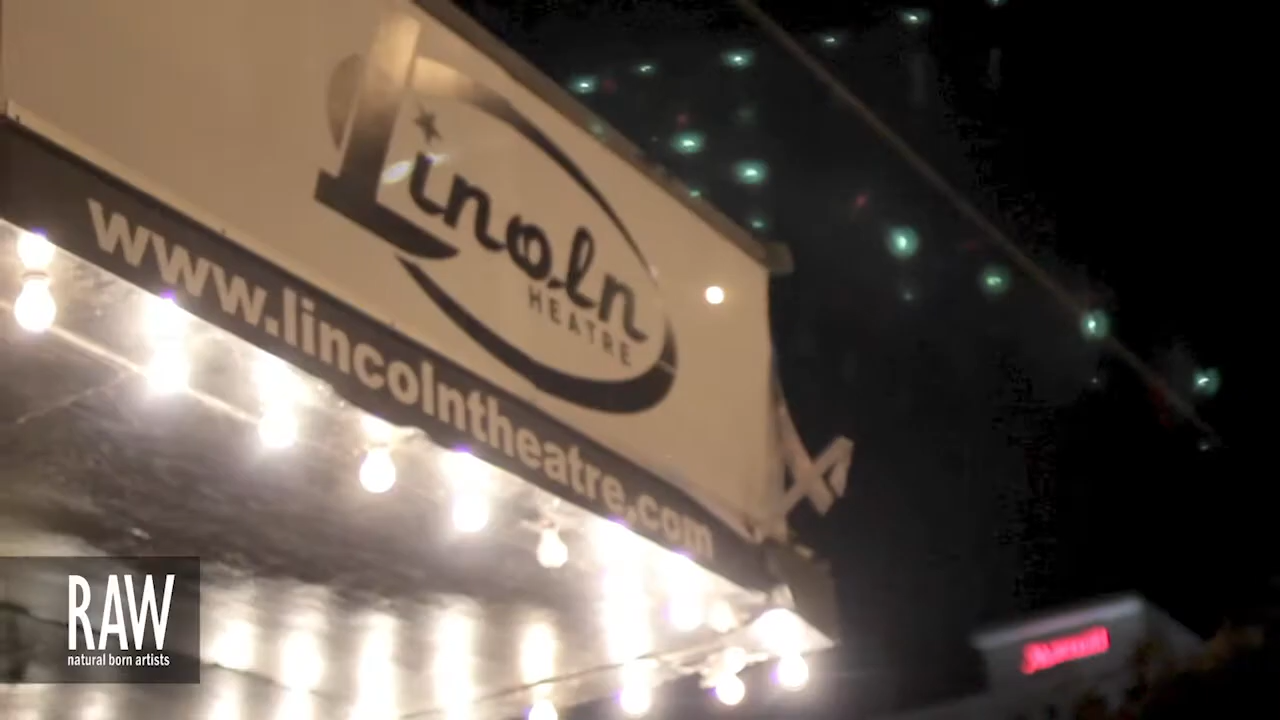 Lincoln
THEATRE
www.lincolntheatre.com
RAW
natural born artists